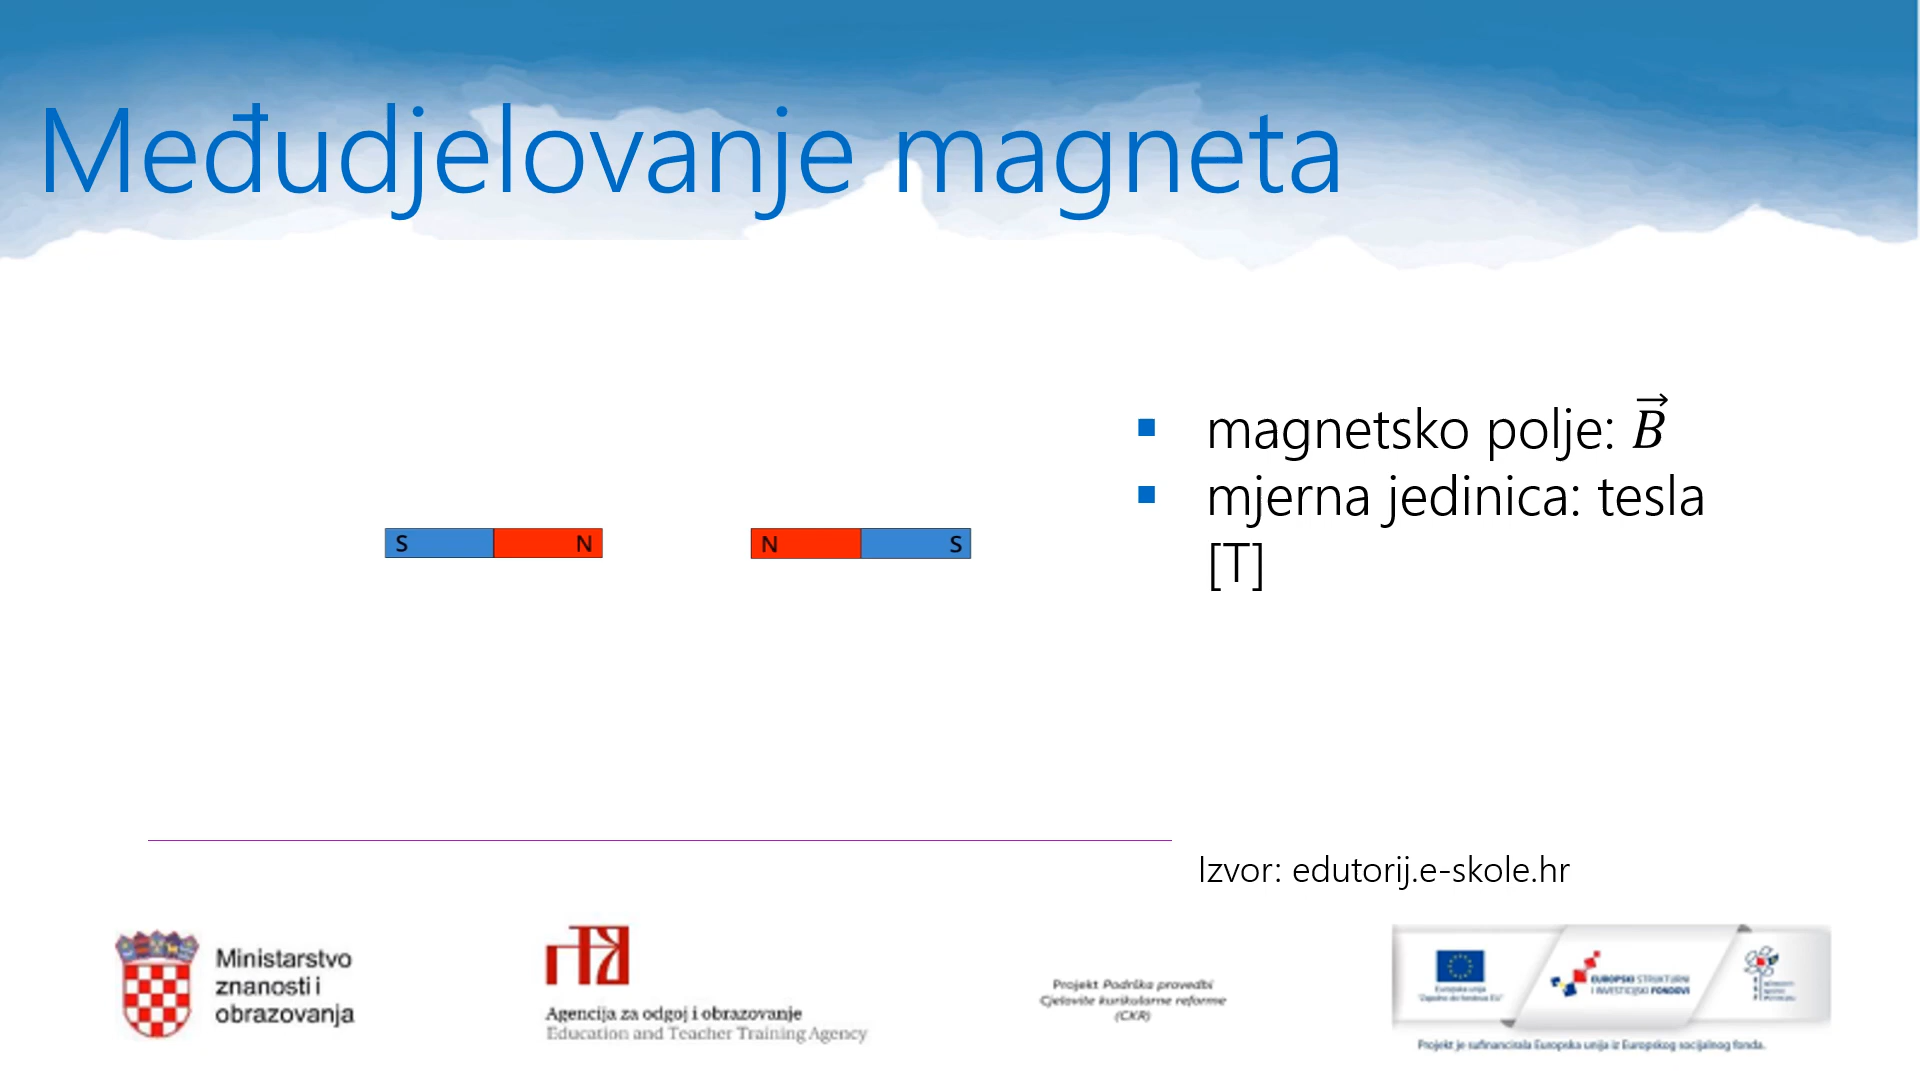 Međudjelovanje magneta
S N N S
▪ magnetsko polje: $\vec{B}$
▪ mjerna jedinica: tesla
[T]
Izvor: edutorij.e-skole.hr
Ministarstvo
znanosti i
obrazovanja
Agencija za odgoj i obrazovanje
Education and Teacher Training Agency
Projekt Podrška provedbi
Cjelovite kurikularne reforme
(CKR)
Europska unija
"Zajedno do fondova EU"
EUROPSKI STRUKTURNI
I INVESTICIJSKI FONDOVI
Projekt je sufinancirala Europska unija iz Europskog socijalnog fonda.